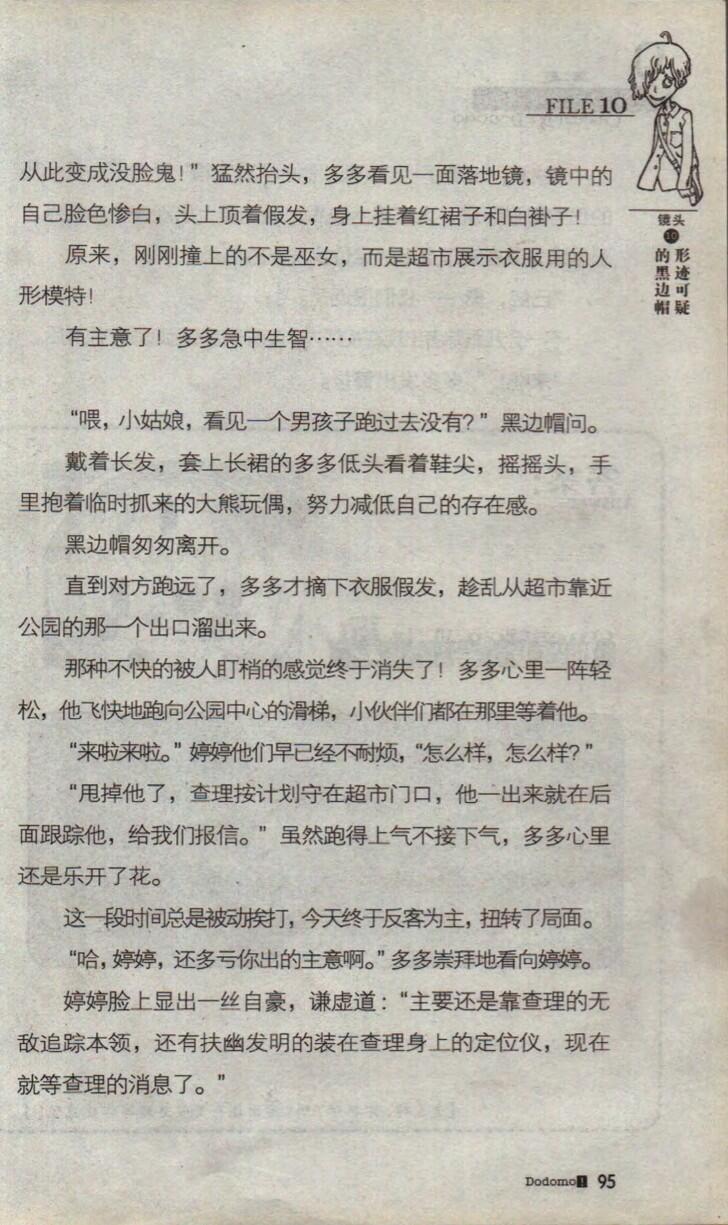 FILE 10
镜头
10
形迹可疑
的黑边帽
从此变成没脸鬼！”猛然抬头，多多看见一面落地镜，镜中的
自己脸色惨白，头上顶着假发，身上挂着红裙子和白褂子！
原来，刚刚撞上的不是巫女，而是超市展示衣服用的人
形模特！
有主意了！多多急中生智……
“喂，小姑娘，看见一个男孩子跑过去没有？”黑边帽问。
戴着长发，套上长裙的多多低头看着鞋尖，摇摇头，手
里抱着临时抓来的大熊玩偶，努力减低自己的存在感。
黑边帽匆匆离开。
直到对方跑远了，多多才摘下衣服假发，趁乱从超市靠近
公园的那一个出口溜出来。
那种不快的被人盯梢的感觉终于消失了！多多心里一阵轻
松，他飞快地跑向公园中心的滑梯，小伙伴们都在那里等着他。
“来啦来啦。”婷婷他们早已经不耐烦，“怎么样，怎么样？”
“甩掉他了，查理按计划守在超市门口，他一出来就在后
面跟踪他，给我们报信。”虽然跑得上气不接下气，多多心里
还是乐开了花。
这一段时间总是被动挨打，今天终于反客为主，扭转了局面。
“哈，婷婷，还多亏你出的主意啊。”多多崇拜地看向婷婷。
婷婷脸上显出一丝自豪，谦虚道：“主要还是靠查理的无
敌追踪本领，还有扶幽发明的装在查理身上的定位仪，现在
就等查理的消息了。”
Dodomo! 95